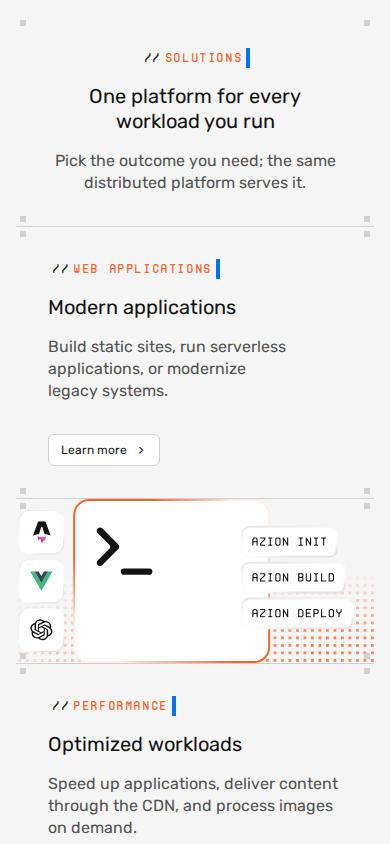 // SOLUTIONS
One platform for every
workload you run
Pick the outcome you need; the same
distributed platform serves it.
// WEB APPLICATIONS
Modern applications
Build static sites, run serverless
applications, or modernize
legacy systems.
Learn more
>_
AZION INIT
AZION BUILD
AZION DEPLOY
// PERFORMANCE
Optimized workloads
Speed up applications, deliver content
through the CDN, and process images
on demand.